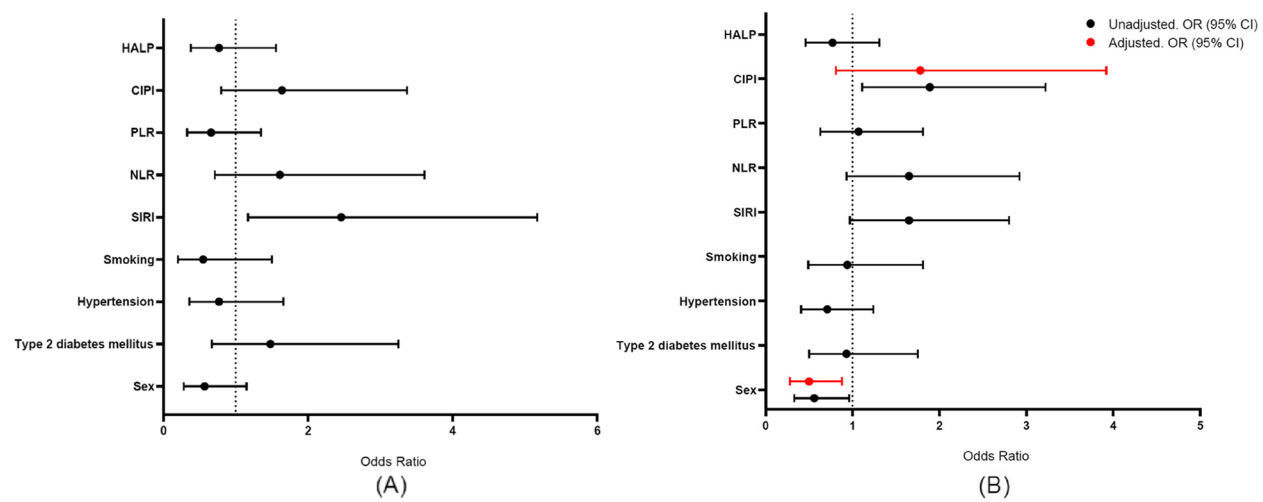 HALP
CIPI
PLR
NLR
SIRI
Smoking
Hypertension
Type 2 diabetes mellitus
Sex
0 2 4 6
Odds Ratio
(A)
Unadjusted. OR (95% CI)
Adjusted. OR (95% CI)
HALP
CIPI
PLR
NLR
SIRI
Smoking
Hypertension
Type 2 diabetes mellitus
Sex
0 1 2 3 4 5
Odds Ratio
(B)